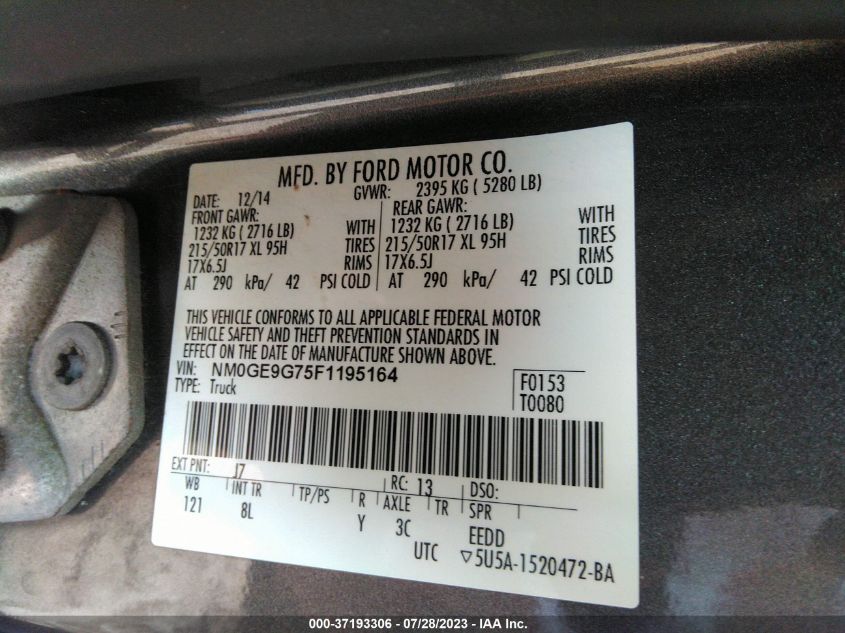 MFD. BY FORD MOTOR CO.
DATE: 12/14 GVWR: 2395 KG ( 5280 LB)
FRONT GAWR: REAR GAWR:
1232 KG ( 2716 LB) WITH 1232 KG ( 2716 LB) WITH
215/50R17 XL 95H TIRES 215/50R17 XL 95H TIRES
17X6.5J RIMS 17X6.5J RIMS
AT 290 kPa/ 42 PSI COLD AT 290 kPa/ 42 PSI COLD
THIS VEHICLE CONFORMS TO ALL APPLICABLE FEDERAL MOTOR
VEHICLE SAFETY AND THEFT PREVENTION STANDARDS IN
EFFECT ON THE DATE OF MANUFACTURE SHOWN ABOVE.
VIN: NM0GE9G75F1195164 F0153
TYPE: Truck T0080
EXT PNT: J7 RC: 13 DSO:
WB INT TR TP/PS R AXLE TR SPR
121 8L Y 3C EEDD
UTC ▽5U5A-1520472-BA
000-37193306 / 07/28/2023 - IAA Inc.